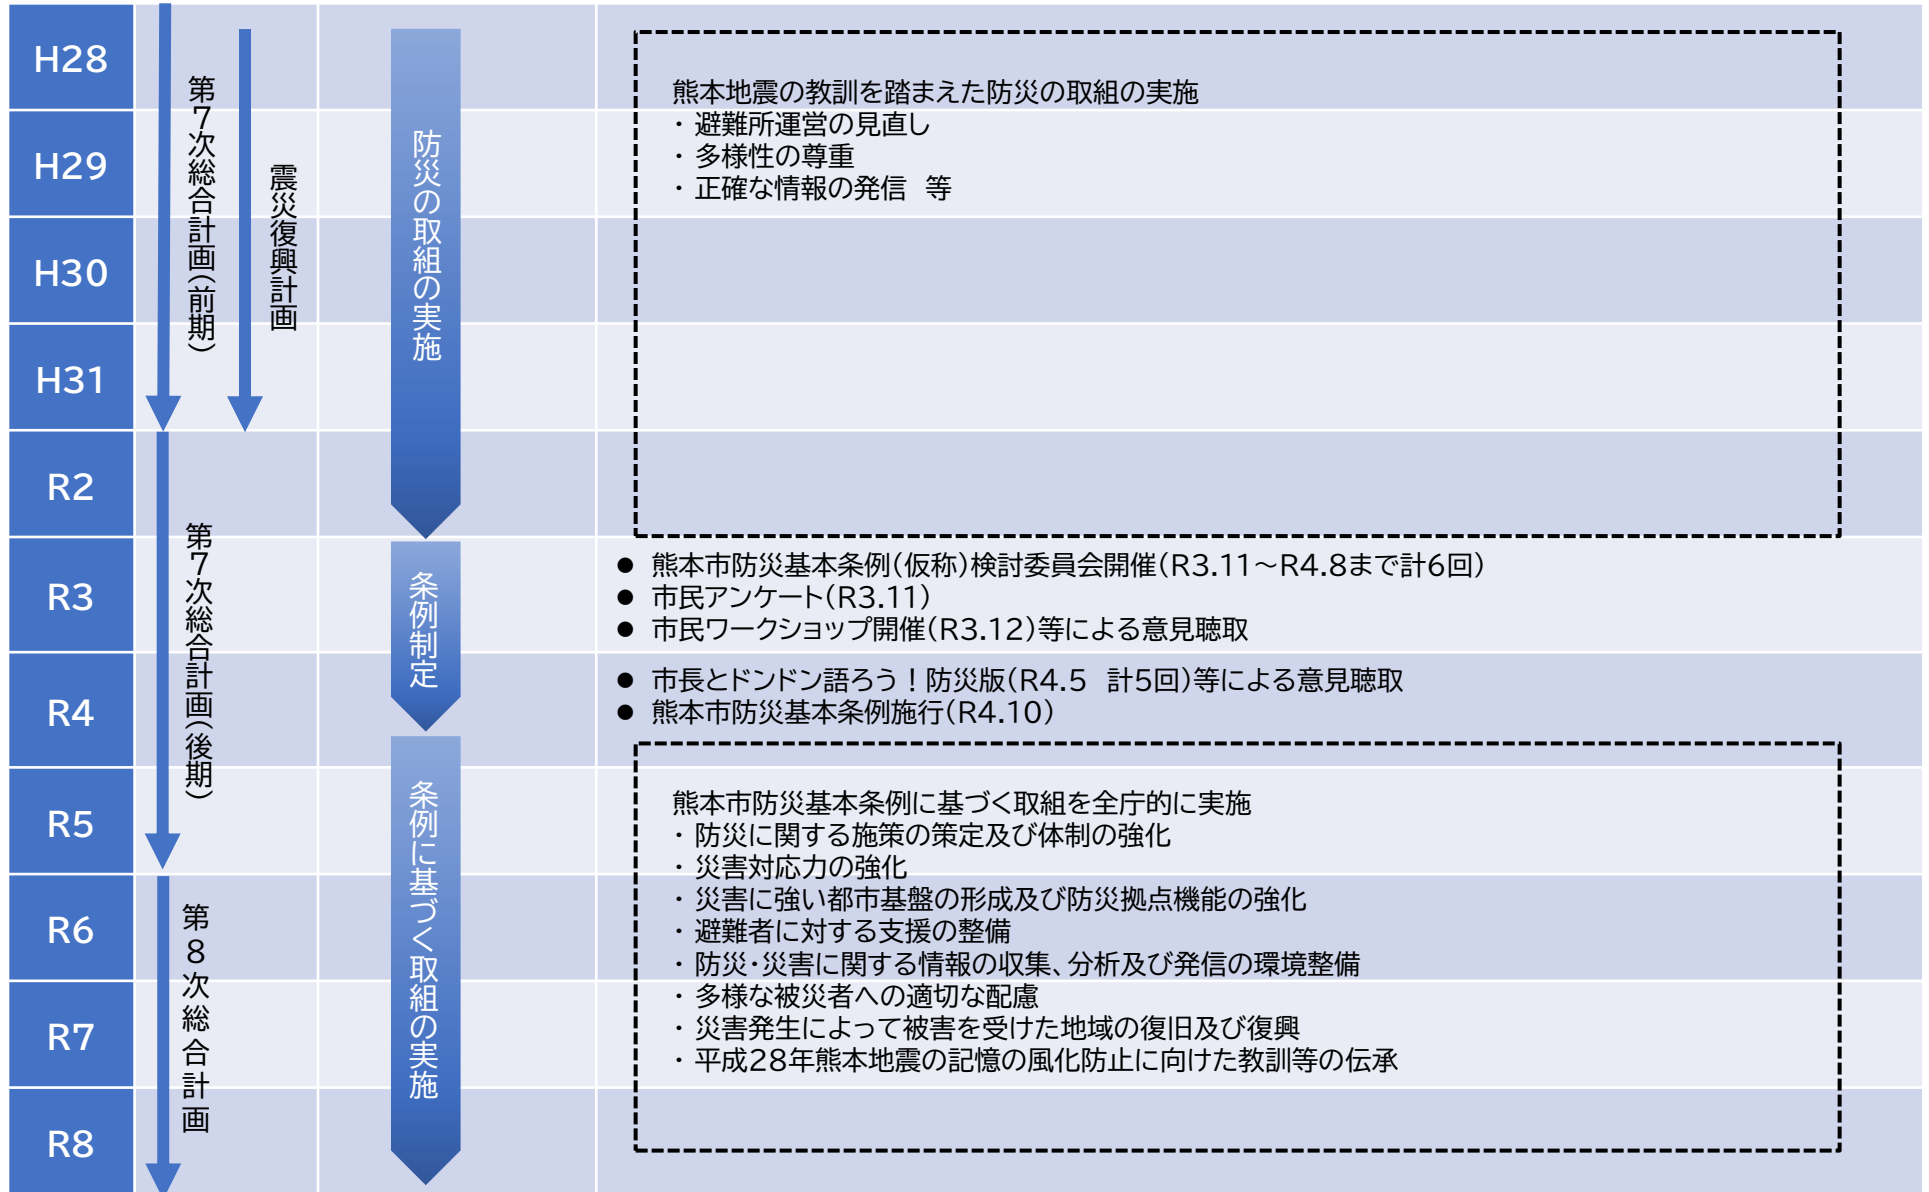 H28
H29
H30
H31
R2
R3
R4
R5
R6
R7
R8
第7次総合計画(前期)
震災復興計画
第7次総合計画(後期)
第8次総合計画
防災の取組の実施
条例制定
条例に基づく取組の実施
熊本地震の教訓を踏まえた防災の取組の実施
・避難所運営の見直し
・多様性の尊重
・正確な情報の発信 等
● 熊本市防災基本条例(仮称)検討委員会開催(R3.11～R4.8まで計6回)
● 市民アンケート(R3.11)
● 市民ワークショップ開催(R3.12)等による意見聴取
● 市長とドンドン語ろう！防災版(R4.5 計5回)等による意見聴取
● 熊本市防災基本条例施行(R4.10)
熊本市防災基本条例に基づく取組を全庁的に実施
・防災に関する施策の策定及び体制の強化
・災害対応力の強化
・災害に強い都市基盤の形成及び防災拠点機能の強化
・避難者に対する支援の整備
・防災・災害に関する情報の収集、分析及び発信の環境整備
・多様な被災者への適切な配慮
・災害発生によって被害を受けた地域の復旧及び復興
・平成28年熊本地震の記憶の風化防止に向けた教訓等の伝承